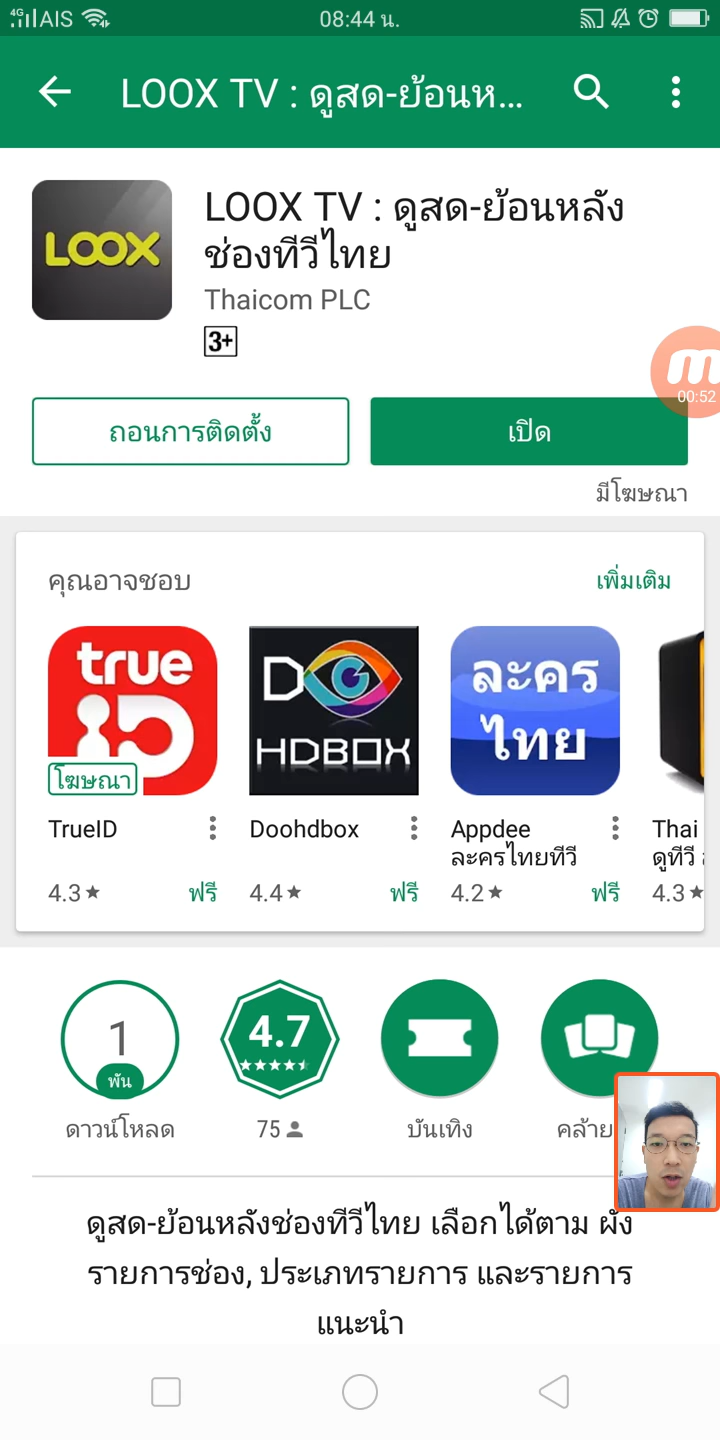 4G AIS
08:44 น.
LOOX TV : ดูสด-ย้อนห...
LOOX
LOOX TV : ดูสด-ย้อนหลัง
ช่องทีวีไทย
Thaicom PLC
3+
m
00:52
ถอนการติดตั้ง
เปิด
มีโฆษณา
คุณอาจชอบ
เพิ่มเติม
true
iD
โฆษณา
DOO
HDBOX
ละคร
ไทย
TrueID
Doohdbox
Appdee
ละครไทยทีวี
Thai
ดูทีวี
4.3★
ฟรี
4.4★
ฟรี
4.2★
ฟรี
4.3★
1
พัน
ดาวน์โหลด
4.7
75
บันเทิง
คล้าย
ดูสด-ย้อนหลังช่องทีวีไทย เลือกได้ตาม ผัง
รายการช่อง, ประเภทรายการ และรายการ
แนะนำ